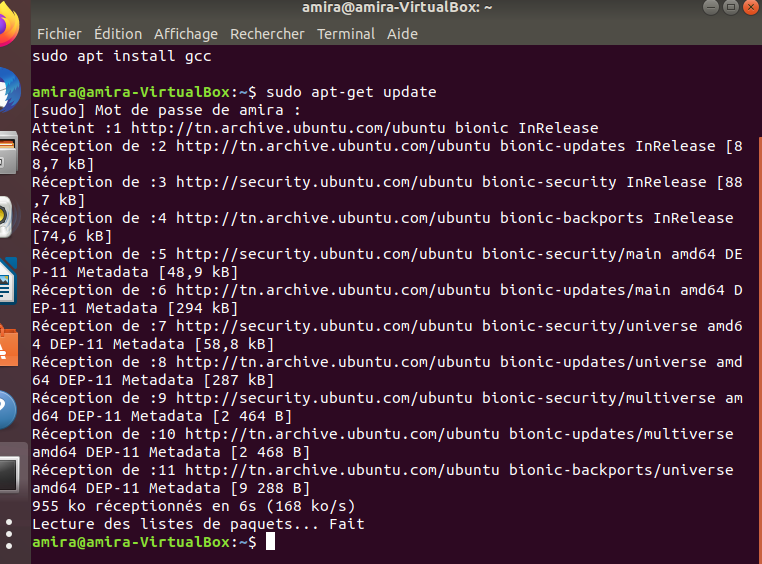 amira@amira-VirtualBox: ~
Fichier Édition Affichage Rechercher Terminal Aide
sudo apt install gcc
amira@amira-VirtualBox:~$ sudo apt-get update
[sudo] Mot de passe de amira :
Atteint :1 http://tn.archive.ubuntu.com/ubuntu bionic InRelease
Réception de :2 http://tn.archive.ubuntu.com/ubuntu bionic-updates InRelease [8
8,7 kB]
Réception de :3 http://security.ubuntu.com/ubuntu bionic-security InRelease [88
,7 kB]
Réception de :4 http://tn.archive.ubuntu.com/ubuntu bionic-backports InRelease
[74,6 kB]
Réception de :5 http://security.ubuntu.com/ubuntu bionic-security/main amd64 DE
P-11 Metadata [48,9 kB]
Réception de :6 http://tn.archive.ubuntu.com/ubuntu bionic-updates/main amd64 D
EP-11 Metadata [294 kB]
Réception de :7 http://security.ubuntu.com/ubuntu bionic-security/universe amd6
4 DEP-11 Metadata [58,8 kB]
Réception de :8 http://tn.archive.ubuntu.com/ubuntu bionic-updates/universe amd
64 DEP-11 Metadata [287 kB]
Réception de :9 http://security.ubuntu.com/ubuntu bionic-security/multiverse am
d64 DEP-11 Metadata [2 464 B]
Réception de :10 http://tn.archive.ubuntu.com/ubuntu bionic-updates/multiverse
amd64 DEP-11 Metadata [2 468 B]
Réception de :11 http://tn.archive.ubuntu.com/ubuntu bionic-backports/universe
amd64 DEP-11 Metadata [9 288 B]
955 ko réceptionnés en 6s (168 ko/s)
Lecture des listes de paquets... Fait
amira@amira-VirtualBox:~$